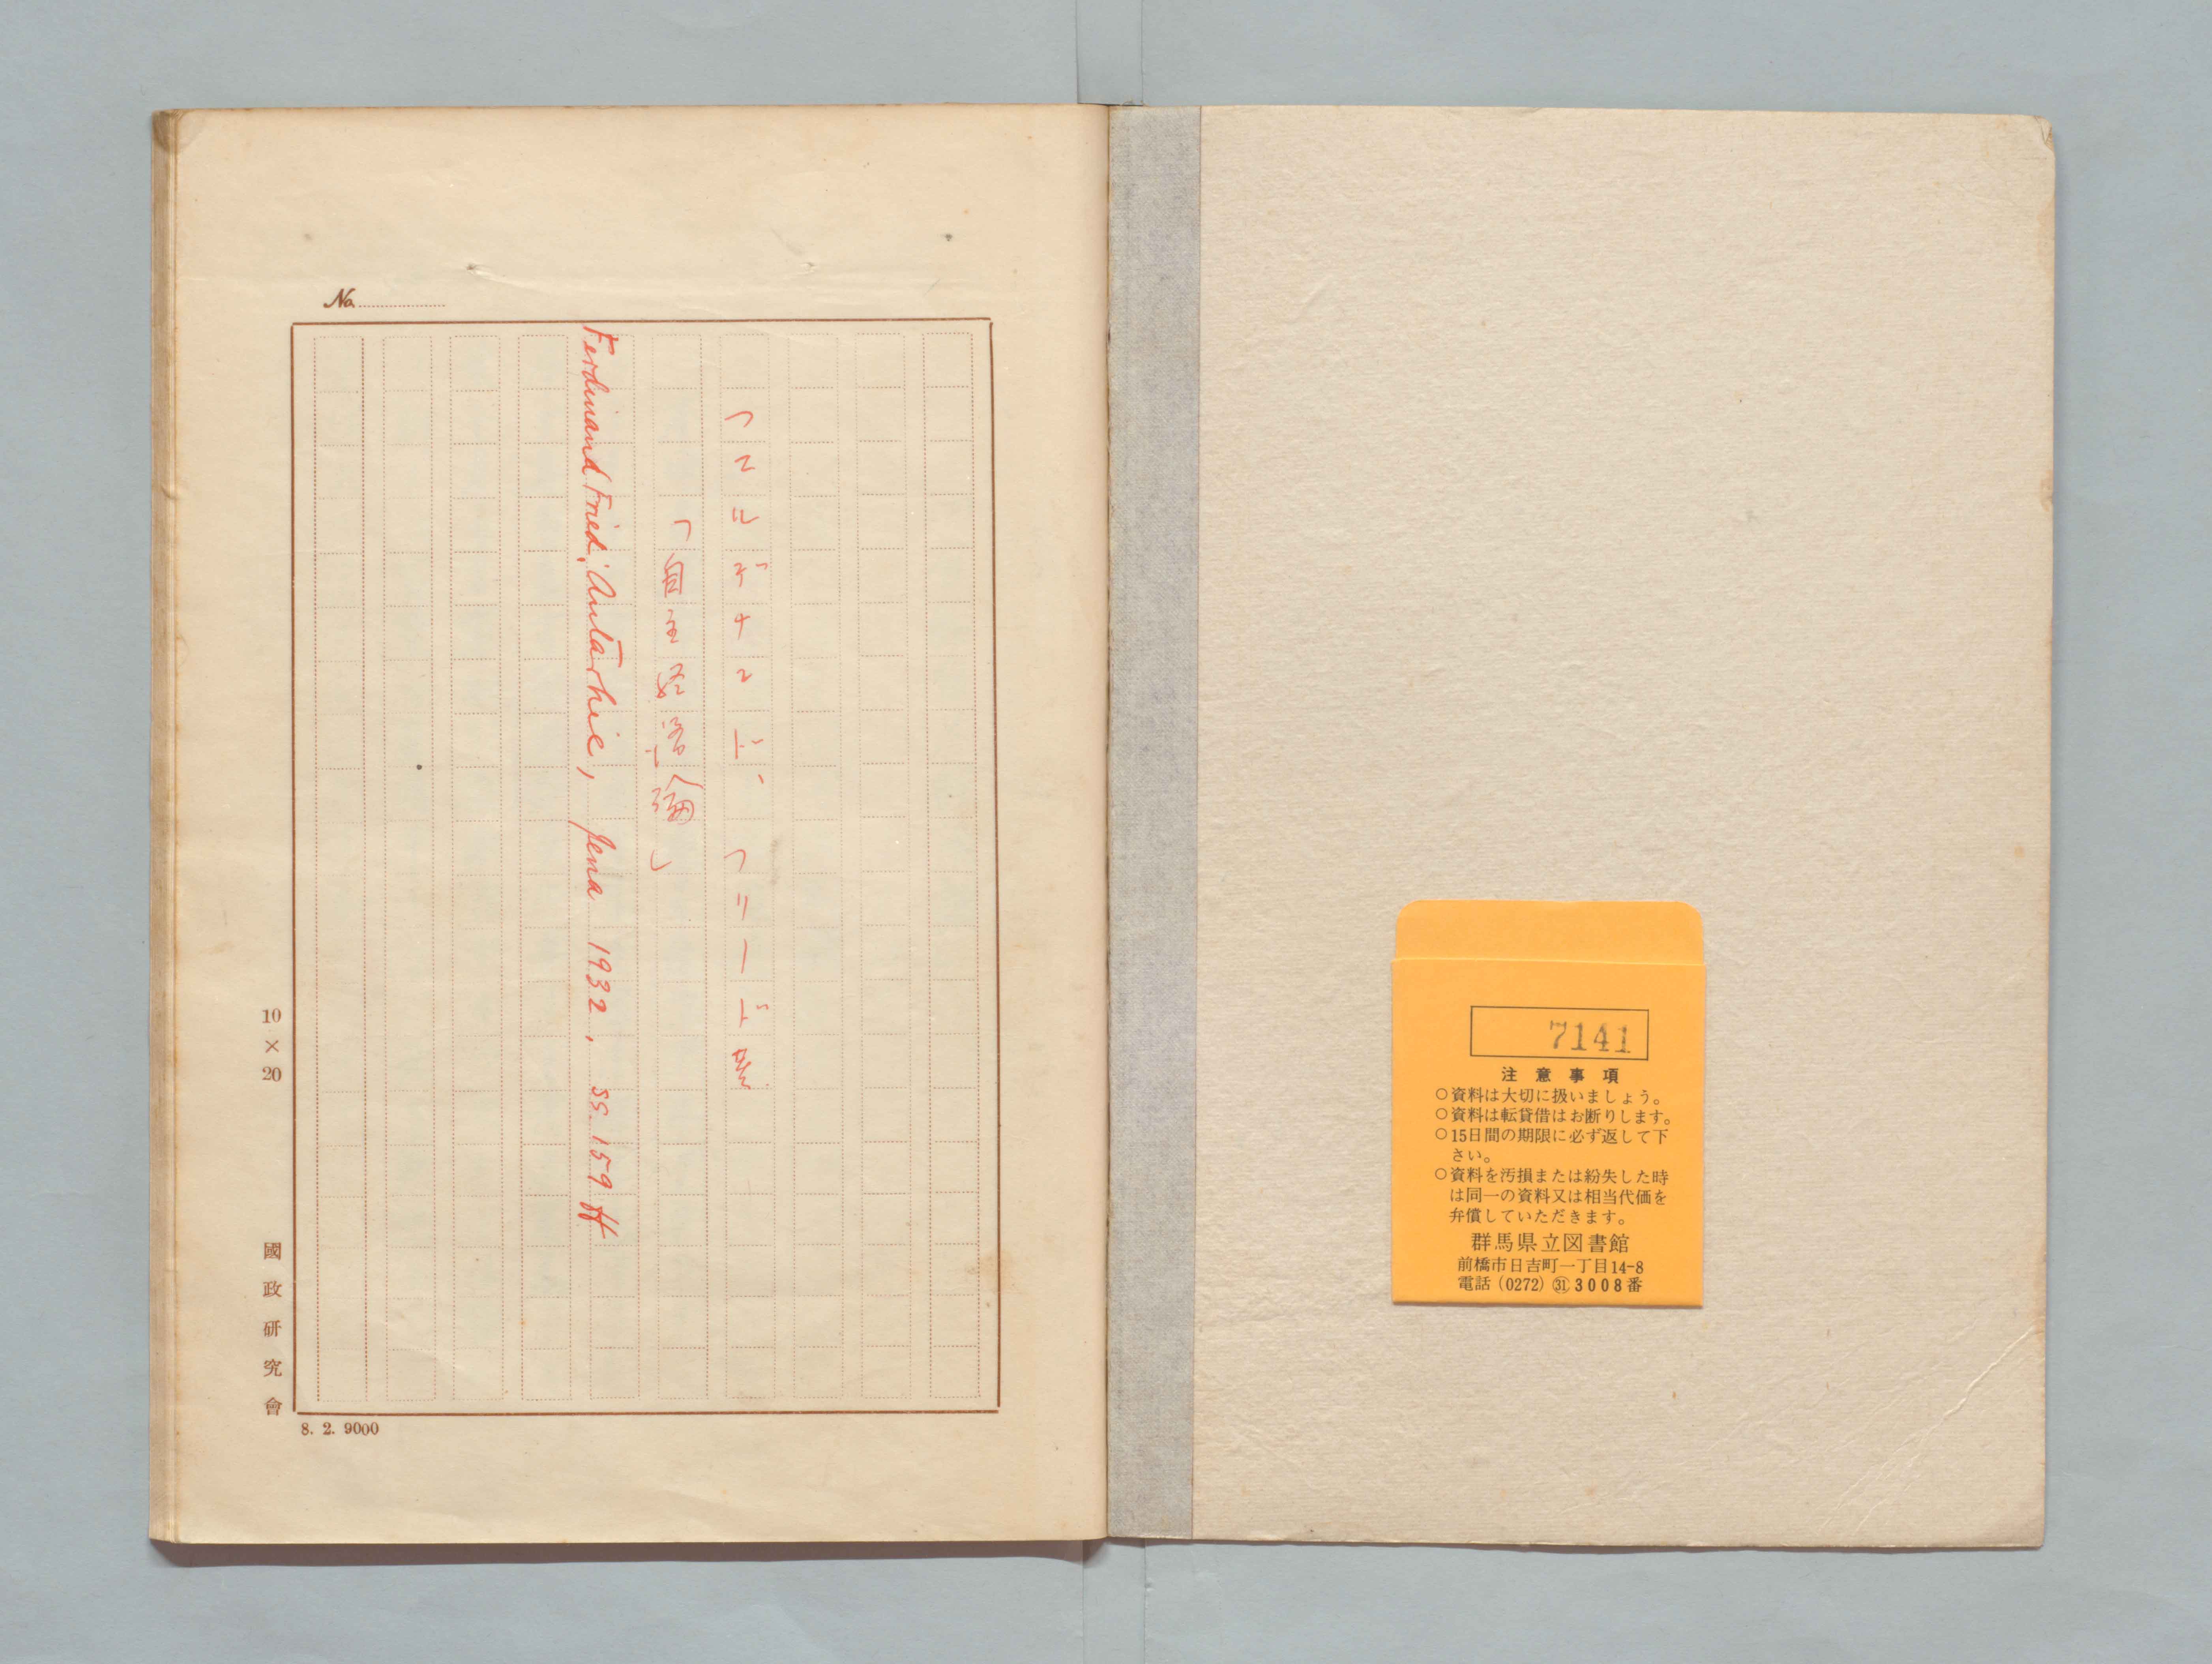 フエルデナンド、フリード著
「自主経済論」
Ferdinand Fried, Autarkie, Jena 1932, SS. 159 ff
No.
10×20
國政研究會
8. 2. 9000
7141
注意事項
○資料は大切に扱いましょう。
○資料は転貸借はお断りします。
○15日間の期限に必ず返して下
さい。
○資料を汚損または紛失した時
は同一の資料又は相当代価を
弁償していただきます。
群馬県立図書館
前橋市日吉町一丁目14-8
電話(0272)㉛3008番